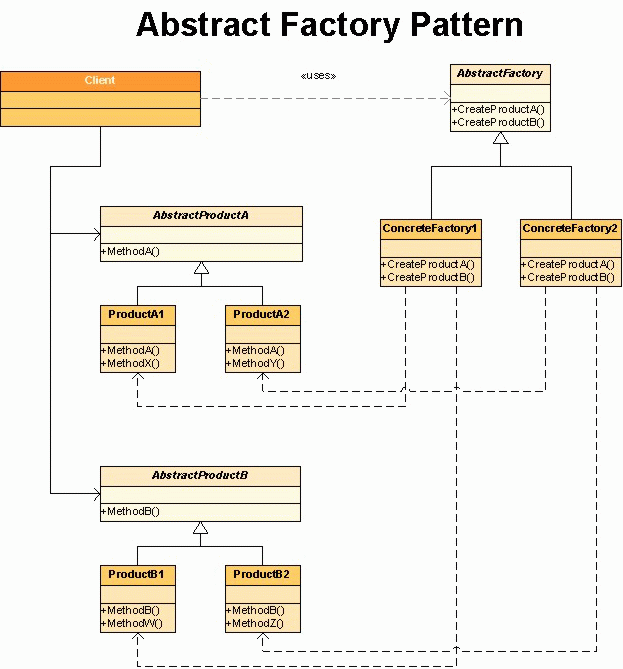 Abstract Factory Pattern
Client
«uses»
AbstractFactory
+CreateProductA()
+CreateProductB()
AbstractProductA
+MethodA()
ConcreteFactory1
+CreateProductA()
+CreateProductB()
ConcreteFactory2
+CreateProductA()
+CreateProductB()
ProductA1
+MethodA()
+MethodX()
ProductA2
+MethodA()
+MethodY()
AbstractProductB
+MethodB()
ProductB1
+MethodB()
+MethodW()
ProductB2
+MethodB()
+MethodZ()